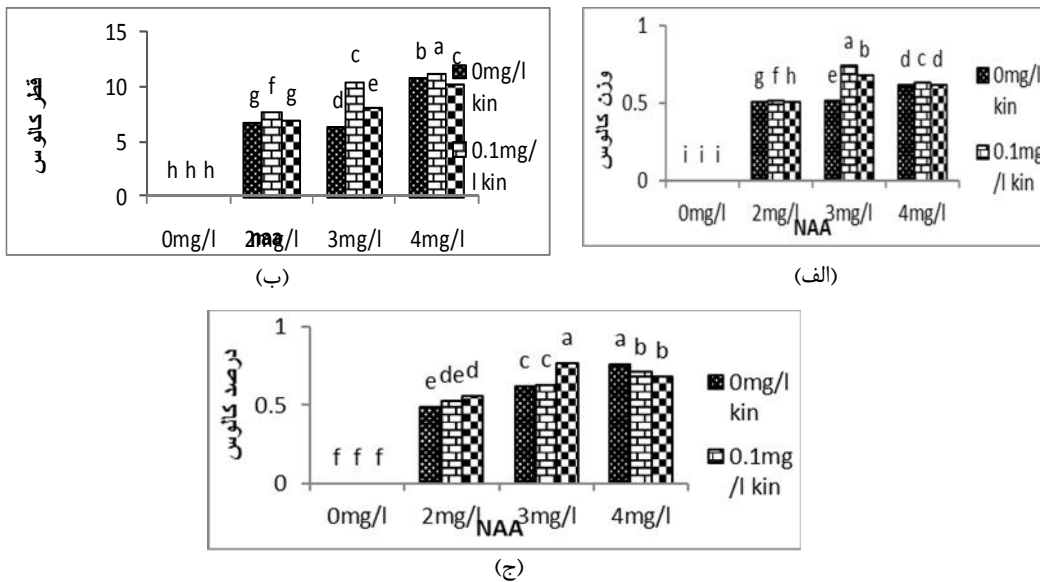 وزن کالوس
1
0.5
0
i i i
g f h
e a b
d c d
0mg/l 2mg/l 3mg/l 4mg/l
NAA
0mg/l
kin
0.1mg
/l kin
(الف)
قطر کالوس
15
10
5
0
h h h
g f g
d c e
b a c
0mg/l 2mg/l 3mg/l 4mg/l
naa
0mg/l
kin
0.1mg/
l kin
(ب)
درصد کالوس
1
0.5
0
f f f
e de d
c c a
a b b
0mg/l 2mg/l 3mg/l 4mg/l
NAA
0mg/l
kin
0.1mg
/l kin
(ج)